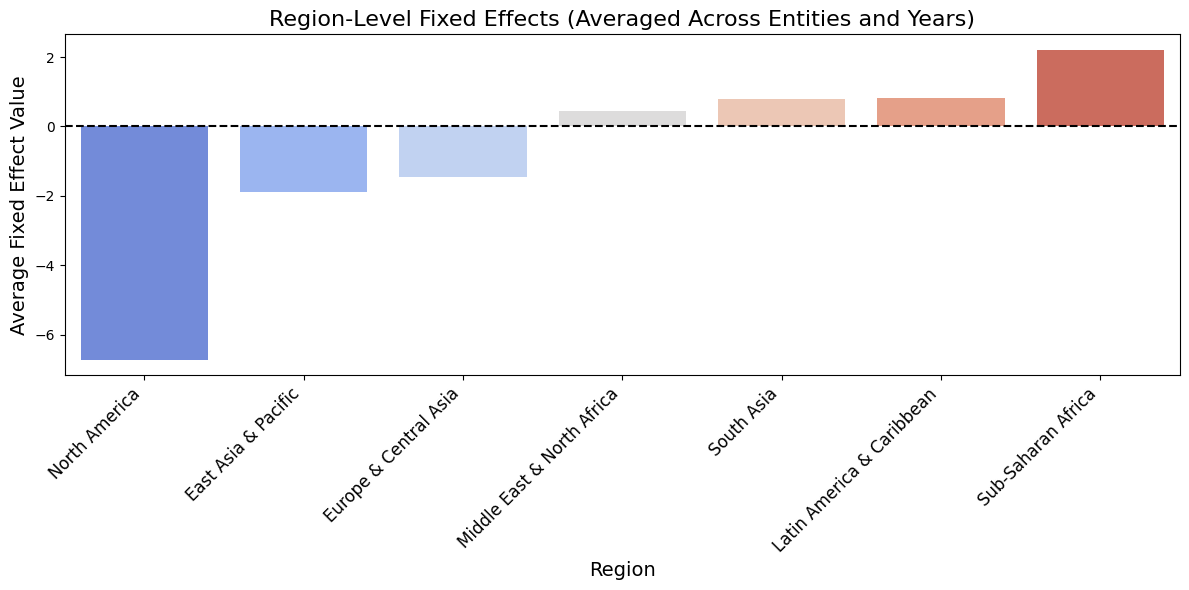 Region-Level Fixed Effects (Averaged Across Entities and Years)
Average Fixed Effect Value
2
0
−2
−4
−6
North America
East Asia & Pacific
Europe & Central Asia
Middle East & North Africa
South Asia
Latin America & Caribbean
Sub-Saharan Africa
Region